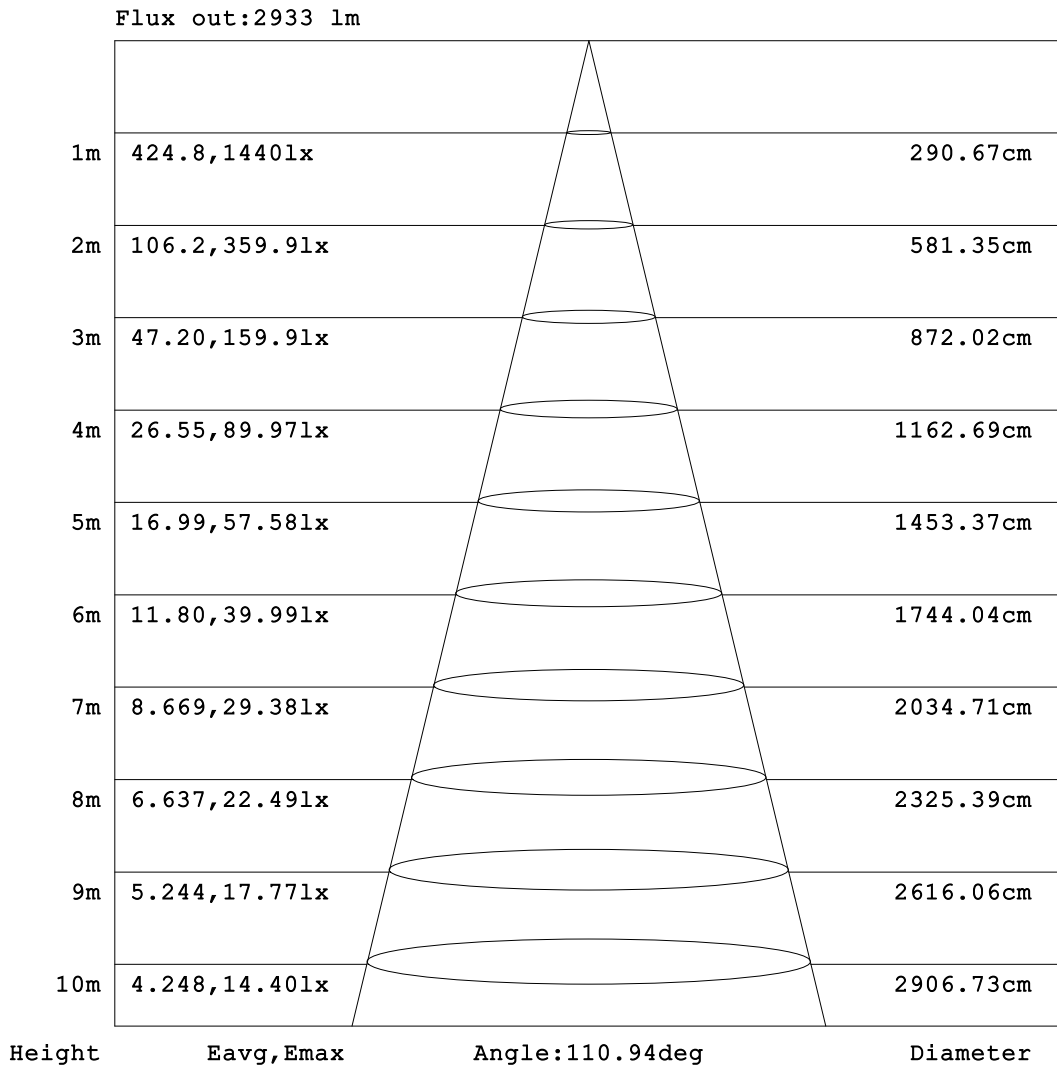 Flux out:2933 lm
1m 424.8,1440lx 290.67cm
2m 106.2,359.9lx 581.35cm
3m 47.20,159.9lx 872.02cm
4m 26.55,89.97lx 1162.69cm
5m 16.99,57.58lx 1453.37cm
6m 11.80,39.99lx 1744.04cm
7m 8.669,29.38lx 2034.71cm
8m 6.637,22.49lx 2325.39cm
9m 5.244,17.77lx 2616.06cm
10m 4.248,14.40lx 2906.73cm
Height Eavg,Emax Angle:110.94deg Diameter